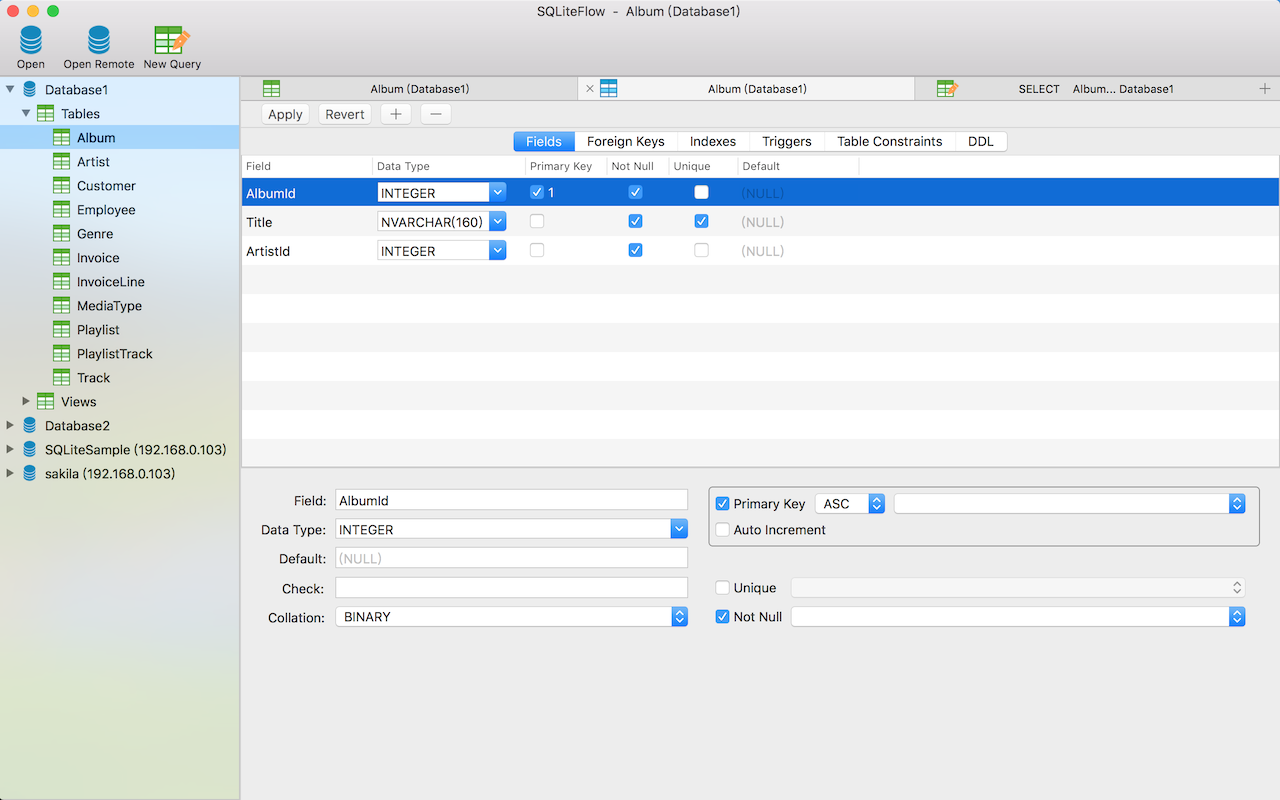 SQLiteFlow - Album (Database1)
Open Open Remote New Query
Album (Database1) Album (Database1) SELECT Album... Database1
Database1
Tables
Album
Artist
Customer
Employee
Genre
Invoice
InvoiceLine
MediaType
Playlist
PlaylistTrack
Track
Views
Database2
SQLiteSample (192.168.0.103)
sakila (192.168.0.103)
Apply Revert + —
Fields Foreign Keys Indexes Triggers Table Constraints DDL
Field Data Type Primary Key Not Null Unique Default
AlbumId INTEGER 1 (NULL)
Title NVARCHAR(160) (NULL)
ArtistId INTEGER (NULL)
Field: AlbumId
Data Type: INTEGER
Default: (NULL)
Check:
Collation: BINARY
Primary Key ASC
Auto Increment
Unique
Not Null